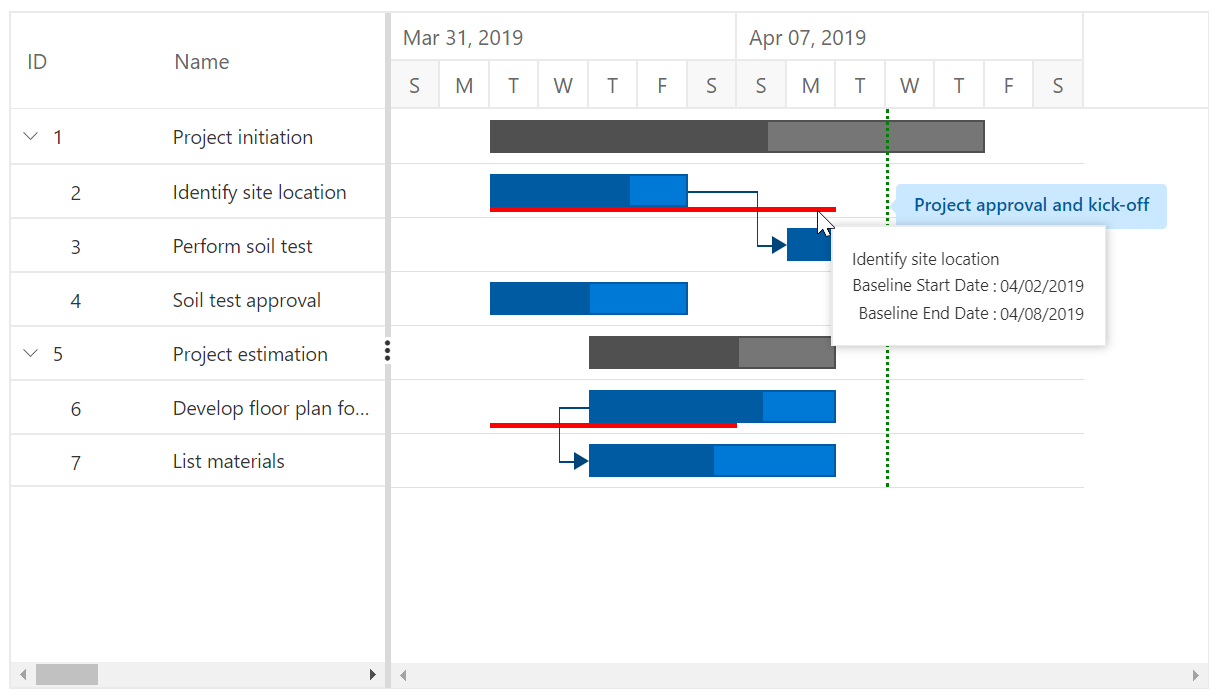 ID Name Mar 31, 2019 Apr 07, 2019
S M T W T F S S M T W T F S
1 Project initiation
2 Identify site location
Project approval and kick-off
3 Perform soil test
Identify site location
Baseline Start Date : 04/02/2019
Baseline End Date : 04/08/2019
4 Soil test approval
5 Project estimation
6 Develop floor plan fo...
7 List materials